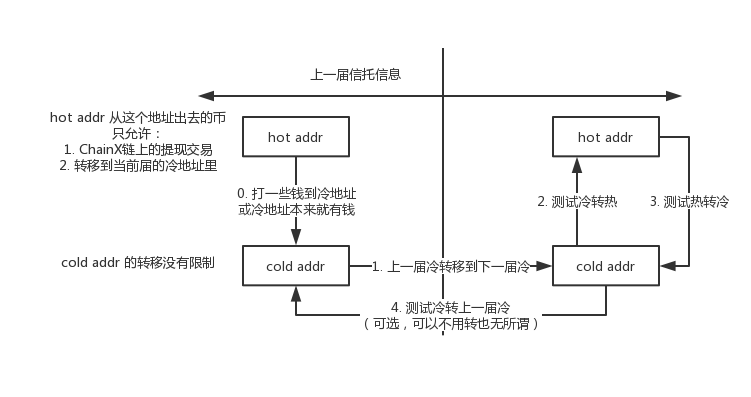 上一届信托信息
hot addr 从这个地址出去的币
只允许：
1. ChainX链上的提现交易
2. 转移到当前届的冷地址里
hot addr
hot addr
0. 打一些钱到冷地址
或冷地址本来就有钱
2. 测试冷转热
3. 测试热转冷
cold addr 的转移没有限制
cold addr
1. 上一届冷转移到下一届冷
cold addr
4. 测试冷转上一届冷
（可选，可以不用转也无所谓）